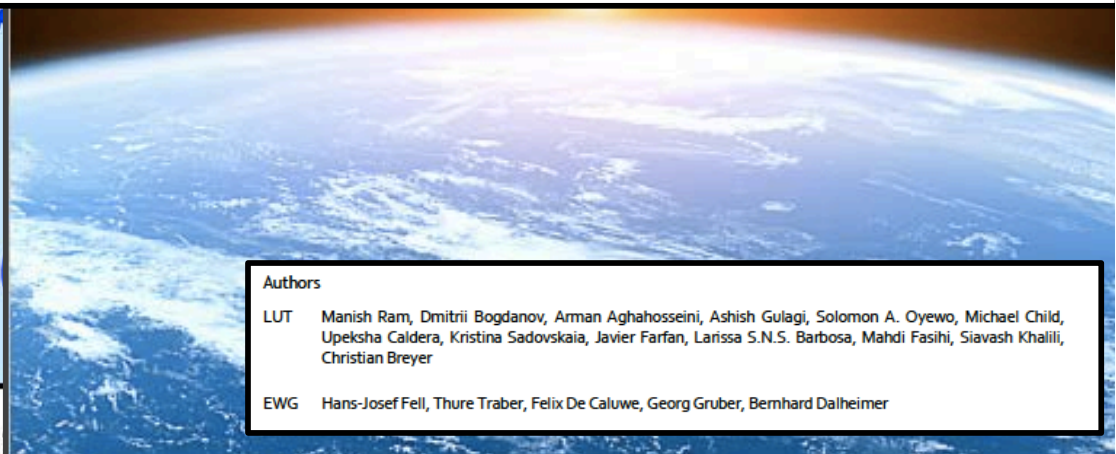 Authors
LUT Manish Ram, Dmitrii Bogdanov, Arman Aghahosseini, Ashish Gulagi, Solomon A. Oyewo, Michael Child,
Upeksha Caldera, Kristina Sadovskaia, Javier Farfan, Larissa S.N.S. Barbosa, Mahdi Fasihi, Siavash Khalili,
Christian Breyer
EWG Hans-Josef Fell, Thure Traber, Felix De Caluwe, Georg Gruber, Bernhard Dalheimer